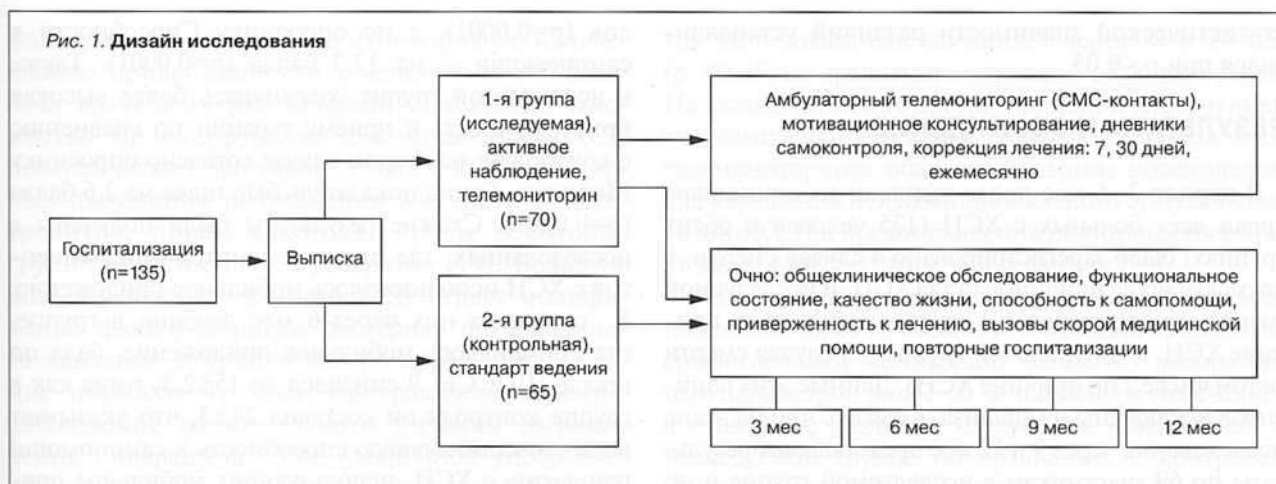 Рис. 1. Дизайн исследования
Госпитализация
(n=135)
Выписка
1-я группа
(исследуемая),
активное
наблюдение,
телемониторин
(n=70)
2-я группа
(контрольная),
стандарт ведения
(n=65)
Амбулаторный телемониторинг (СМС-контакты),
мотивационное консультирование, дневники
самоконтроля, коррекция лечения: 7, 30 дней,
ежемесячно
Окно: общеклиническое обследование, функциональное
состояние, качество жизни, способность к самопомощи,
приверженность к лечению, вызовы скорой медицинской
помощи, повторные госпитализации
3 мес
6 мес
9 мес
12 мес